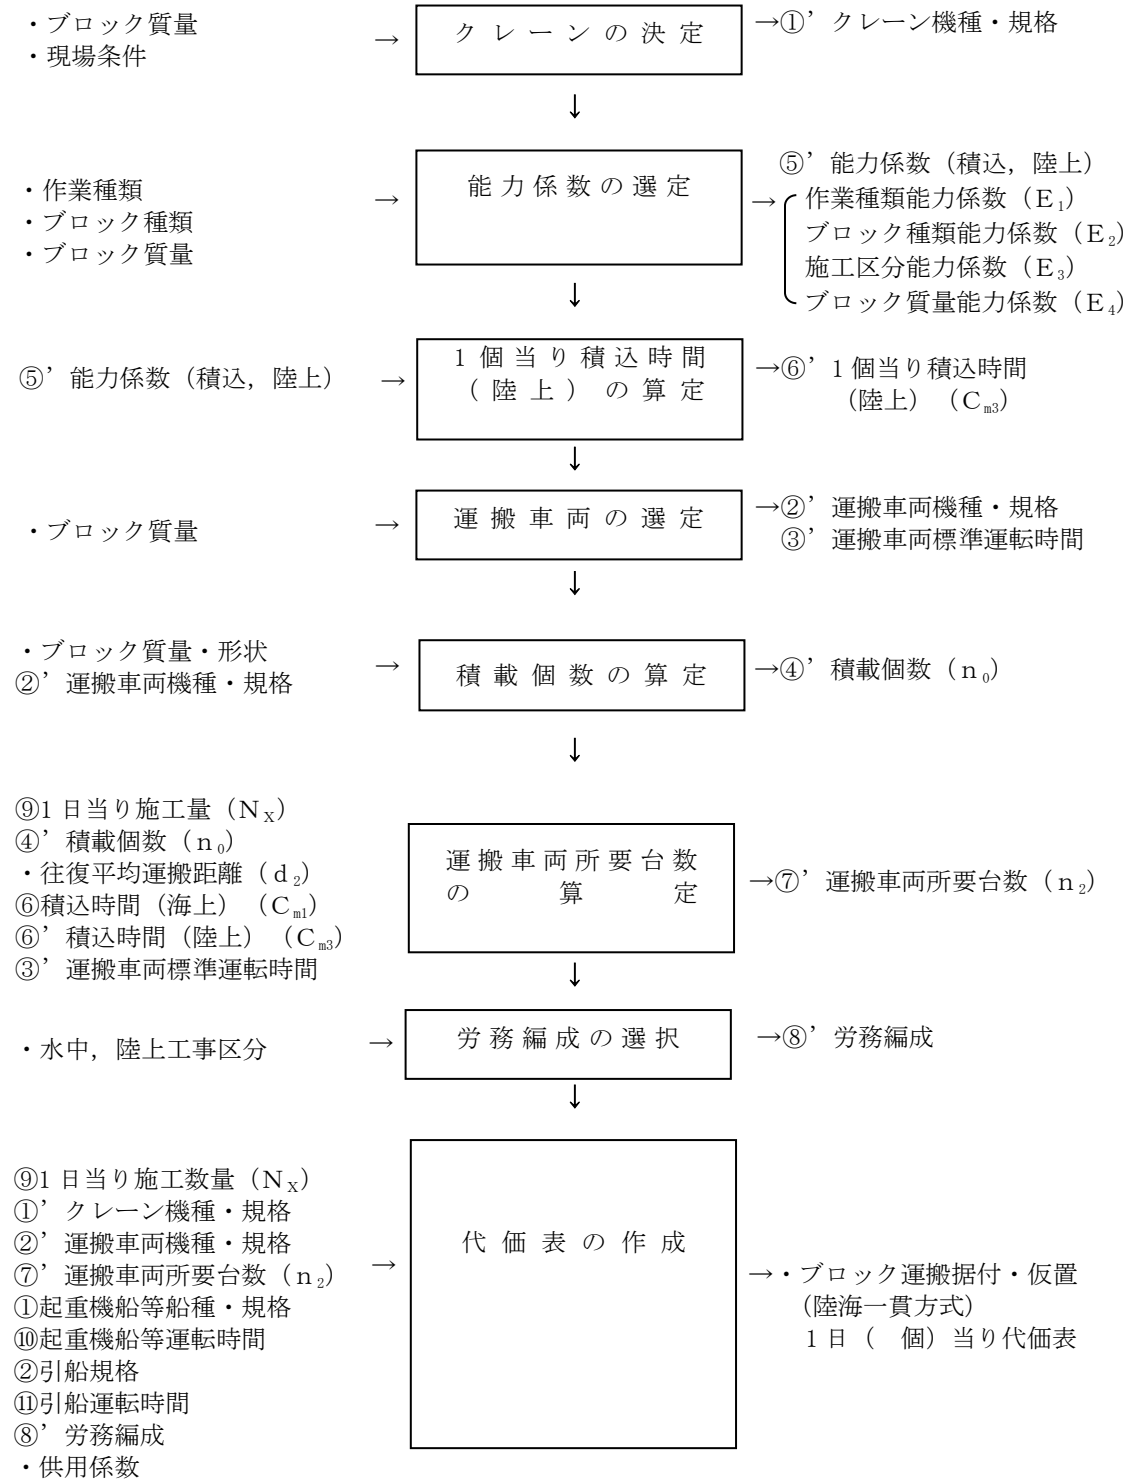 ・ブロック質量
・現場条件
→
クレーンの決定
→①’クレーン機種・規格
↓
・作業種類
・ブロック種類
・ブロック質量
→
能力係数の選定
→
⑤’能力係数（積込，陸上）
作業種類能力係数（E₁）
ブロック種類能力係数（E₂）
施工区分能力係数（E₃）
ブロック質量能力係数（E₄）
↓
⑤’能力係数（積込，陸上）
→
1個当り積込時間
（陸上）の算定
→⑥’1個当り積込時間
（陸上）（Cm3）
↓
・ブロック質量
→
運搬車両の選定
→②’運搬車両機種・規格
③’運搬車両標準運転時間
↓
・ブロック質量・形状
②’運搬車両機種・規格
→
積載個数の算定
→④’積載個数（n₀）
↓
⑨1日当り施工量（NX）
④’積載個数（n₀）
・往復平均運搬距離（d₂）
⑥積込時間（海上）（Cm1）
⑥’積込時間（陸上）（Cm3）
③’運搬車両標準運転時間
運搬車両所要台数
の算定
→⑦’運搬車両所要台数（n₂）
↓
・水中，陸上工事区分
→
労務編成の選択
→⑧’労務編成
↓
⑨1日当り施工数量（NX）
①’クレーン機種・規格
②’運搬車両機種・規格
⑦’運搬車両所要台数（n₂）
①起重機船等船種・規格
⑩起重機船等運転時間
②引船規格
⑪引船運転時間
⑧’労務編成
・供用係数
→
代価表の作成
→・ブロック運搬据付・仮置
（陸海一貫方式）
1日（　個）当り代価表